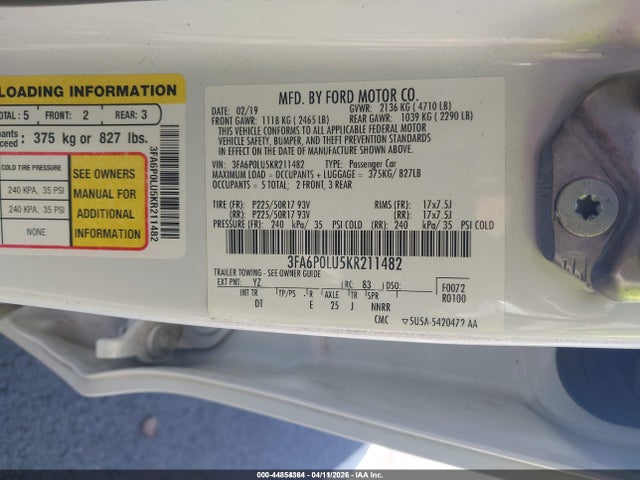 LOADING INFORMATION
OTAL: 5 FRONT: 2 REAR: 3
375 kg or 827 lbs.
COLD TIRE PRESSURE
240 KPA, 35 PSI
240 KPA, 35 PSI
NONE
SEE OWNERS
MANUAL FOR
ADDITIONAL
INFORMATION
3FA6P0LU5KR211482
MFD. BY FORD MOTOR CO.
DATE: 02/19 GVWR: 2136 KG ( 4710 LB)
FRONT GAWR: 1118 KG ( 2465 LB) REAR GAWR: 1039 KG ( 2290 LB)
THIS VEHICLE CONFORMS TO ALL APPLICABLE FEDERAL MOTOR
VEHICLE SAFETY, BUMPER, AND THEFT PREVENTION STANDARDS
IN EFFECT ON THE DATE OF MANUFACTURE SHOWN ABOVE.
VIN: 3FA6P0LU5KR211482 TYPE: Passenger Car
MAXIMUM LOAD = OCCUPANTS + LUGGAGE = 375KG/ 827LB
OCCUPANTS = 5 TOTAL; 2 FRONT, 3 REAR
TIRE (FR): P225/50R17 93V RIMS (FR): 17x7.5J
(RR): P225/50R17 93V (RR): 17x7.5J
PRESSURE (FR): 240 kPa/ 35 PSI COLD (RR): 240 kPa/ 35 PSI COLD
3FA6P0LU5KR211482
TRAILER TOWING - SEE OWNER GUIDE
EXT PNT: YZ RC: 83 DSO: F0072
R0100
INT TR TP/PS R AXLE TR SPR
DT E 25 J NNRR
CMC 5U5A-5420472 AA
000-44858364 - 04/11/2026 - IAA Inc.